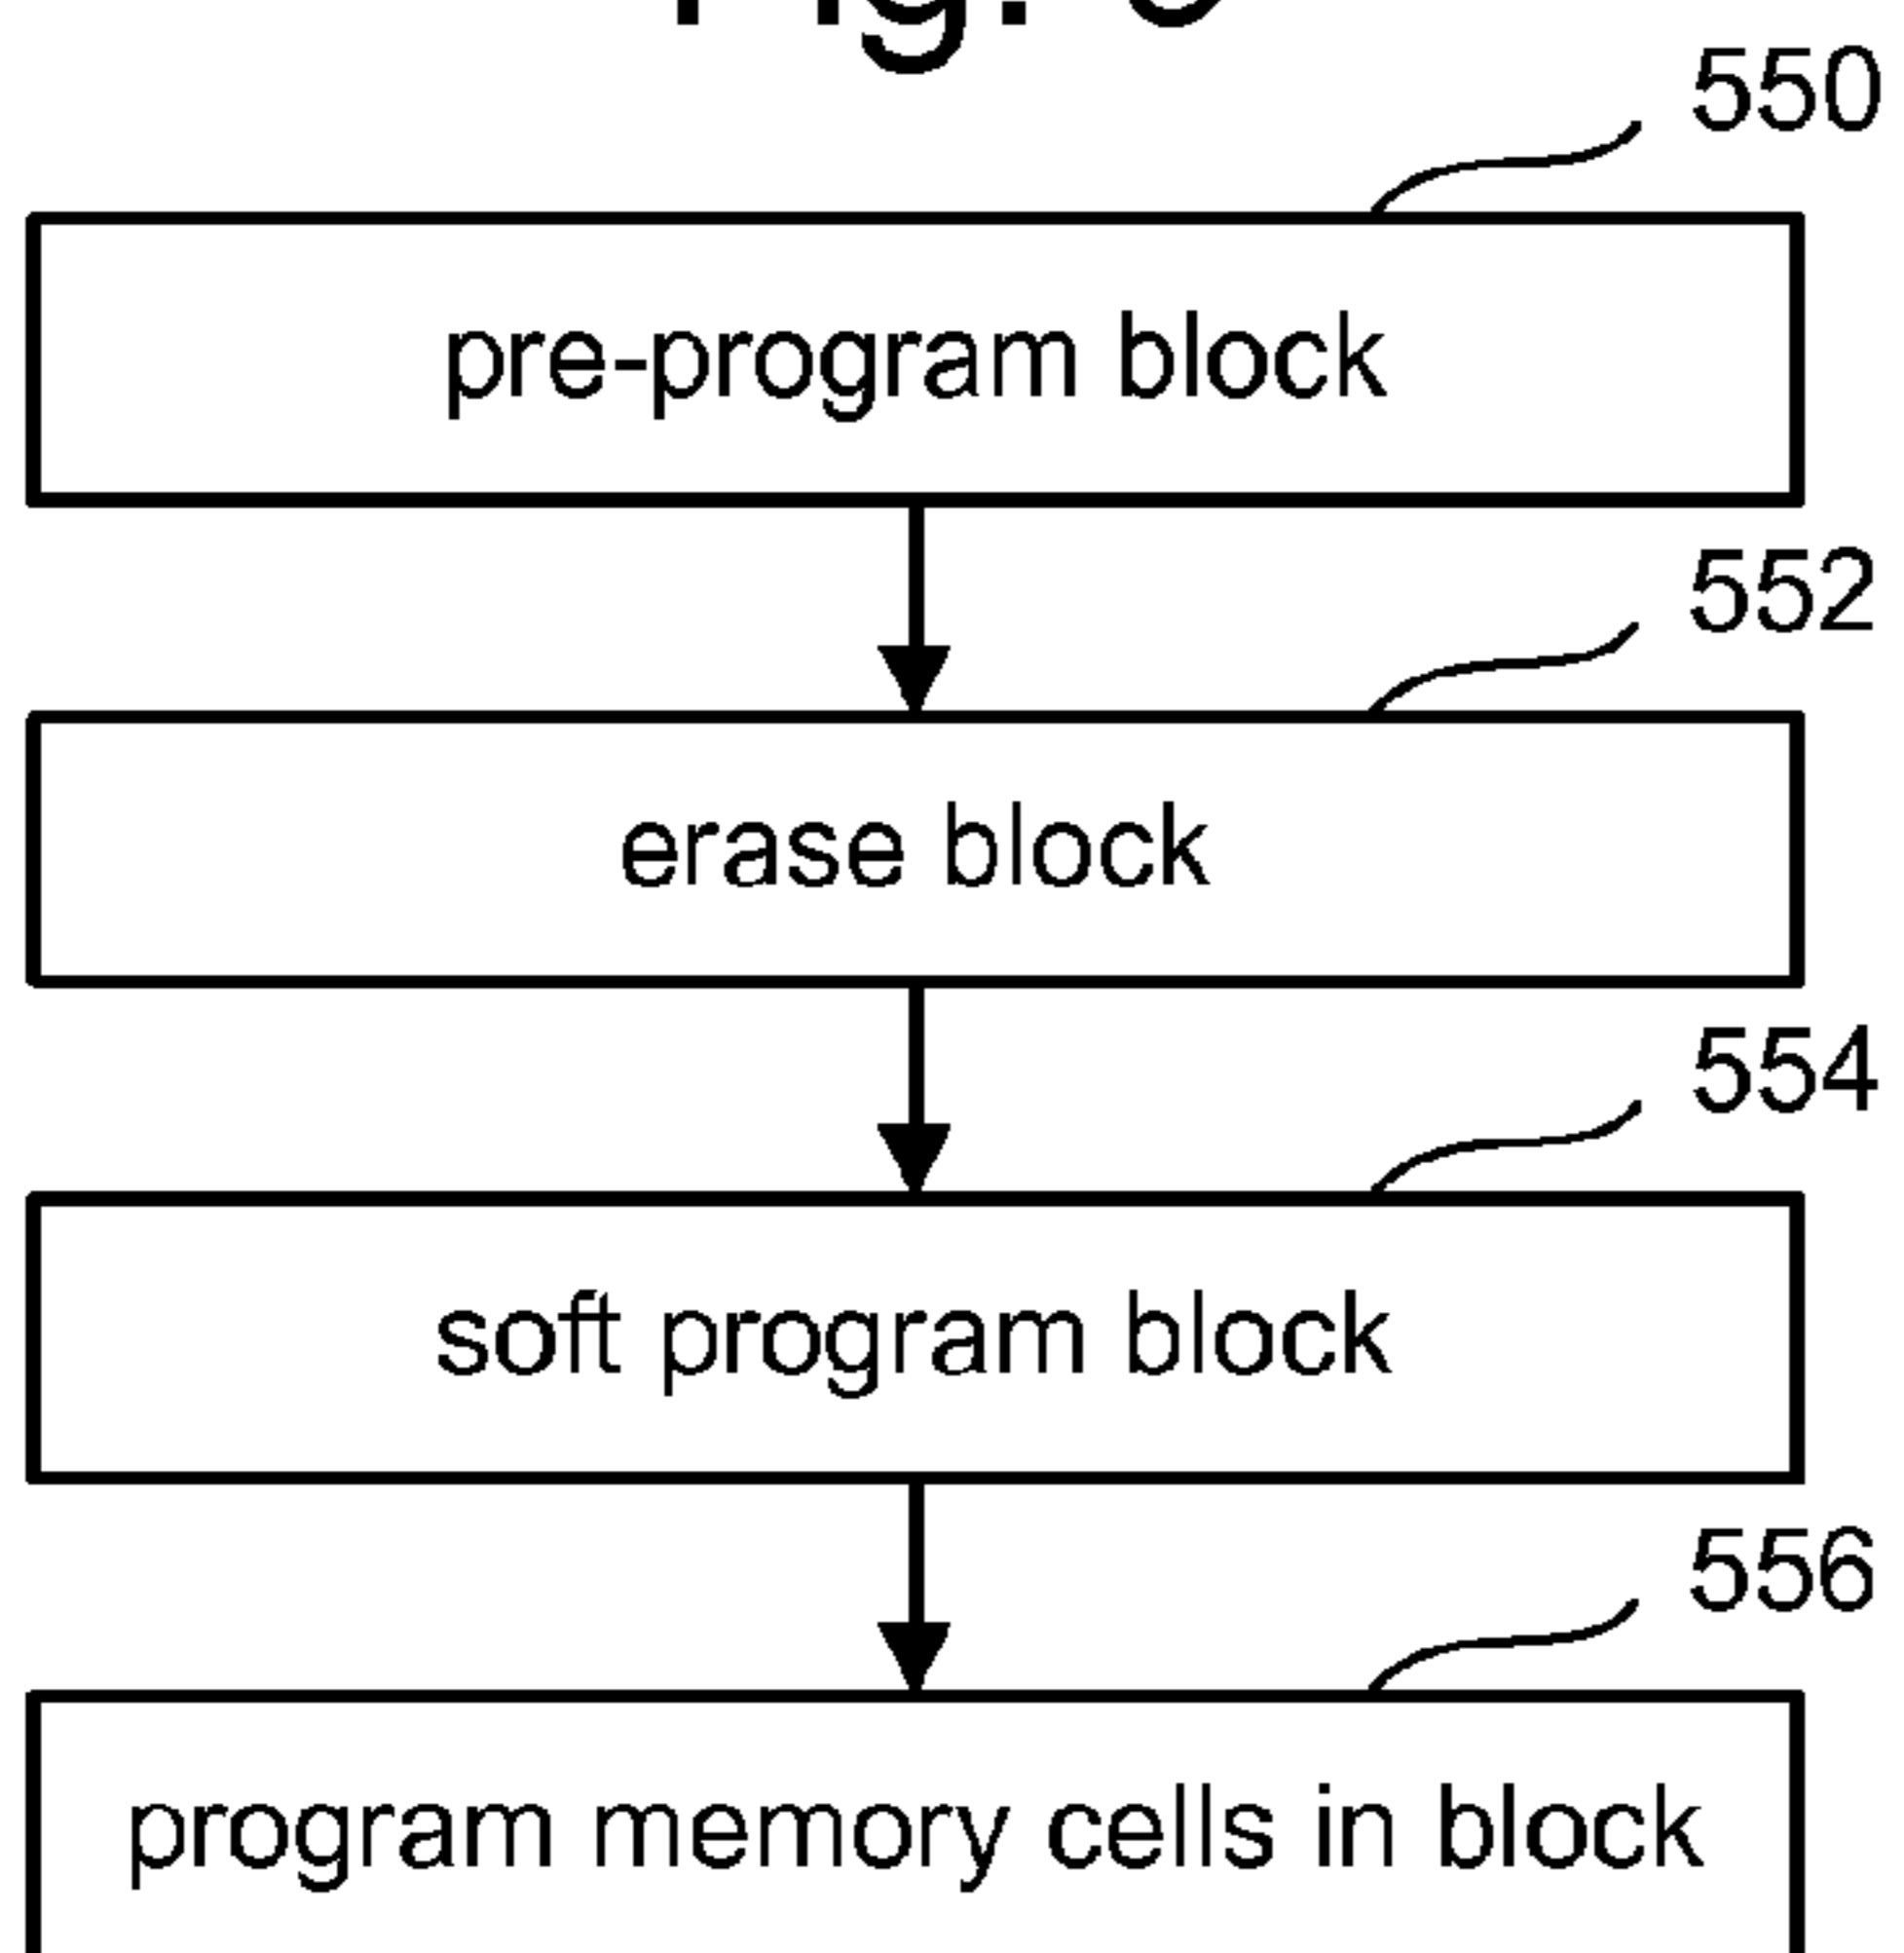 550
pre-program block
552
erase block
554
soft program block
556
program memory cells in block